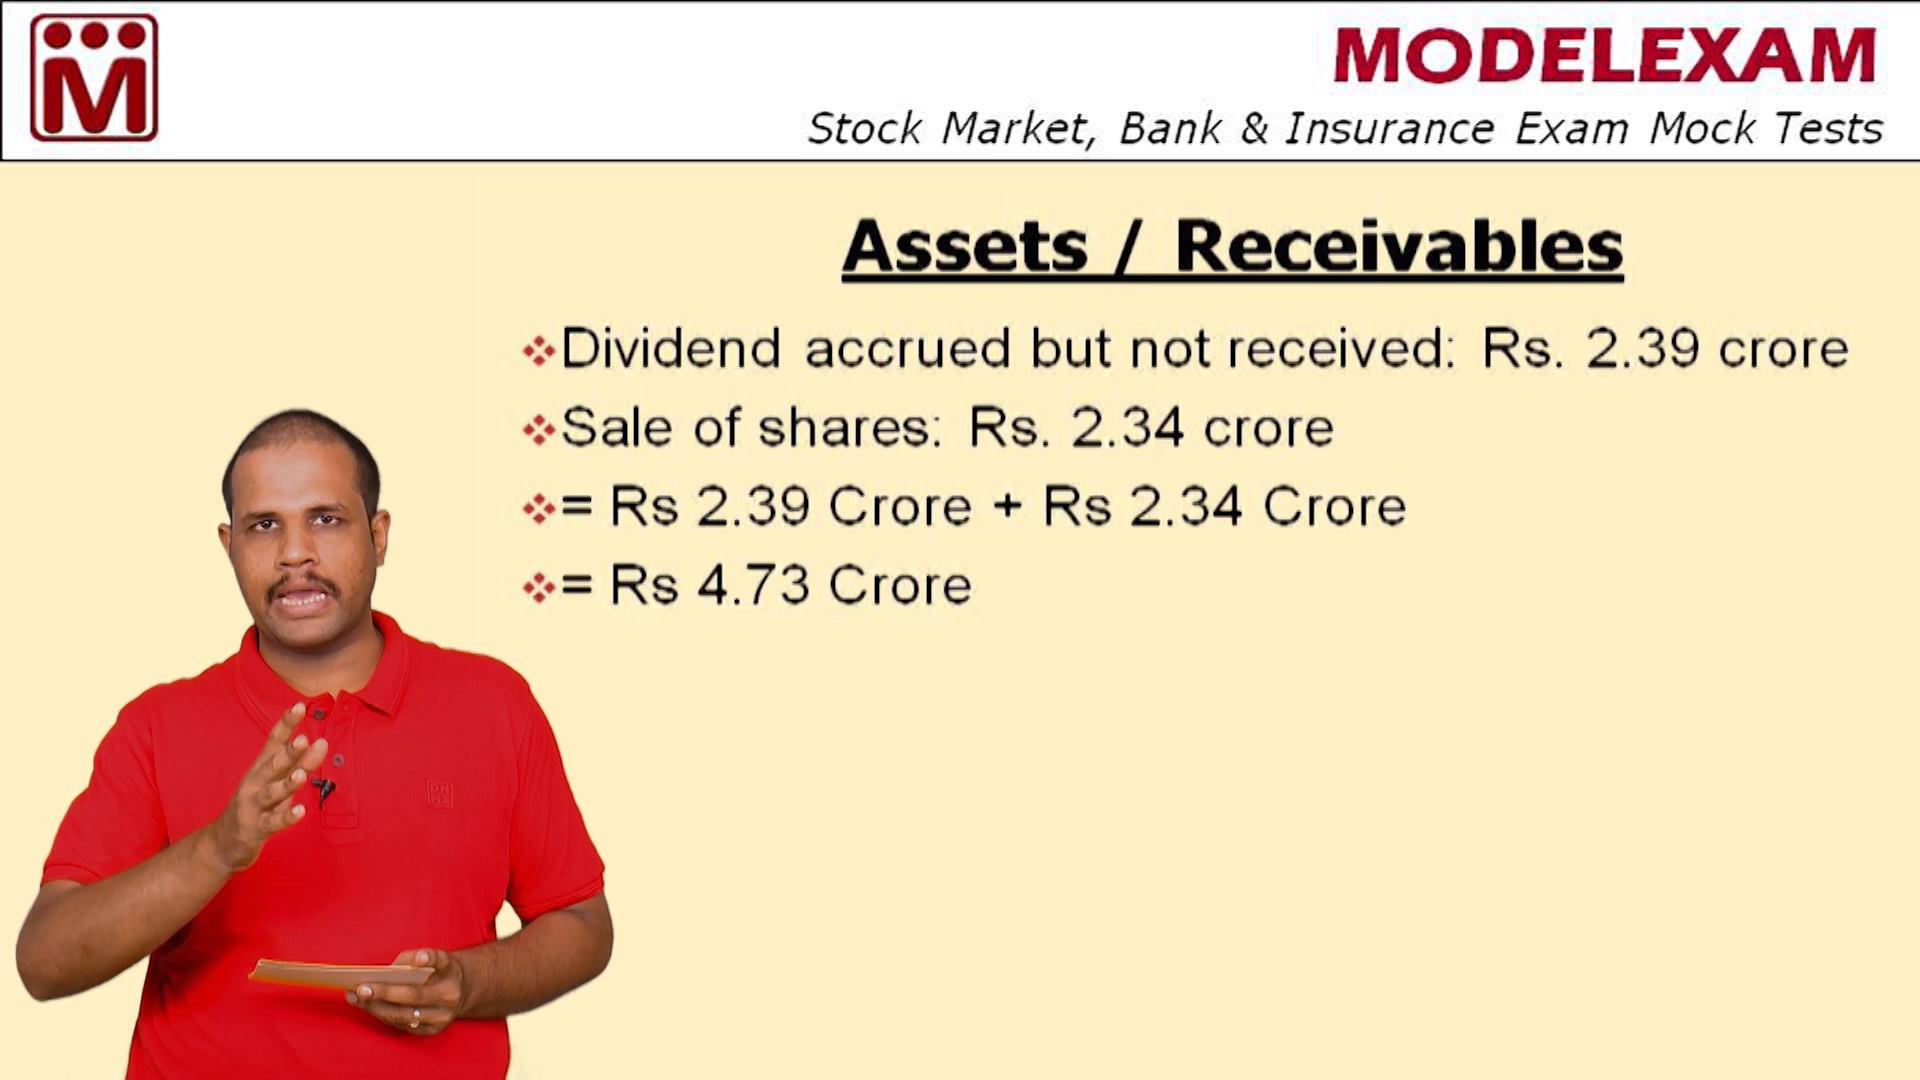 M
MODELEXAM
Stock Market, Bank & Insurance Exam Mock Tests
Assets / Receivables
Dividend accrued but not received: Rs. 2.39 crore
Sale of shares: Rs. 2.34 crore
= Rs 2.39 Crore + Rs 2.34 Crore
= Rs 4.73 Crore